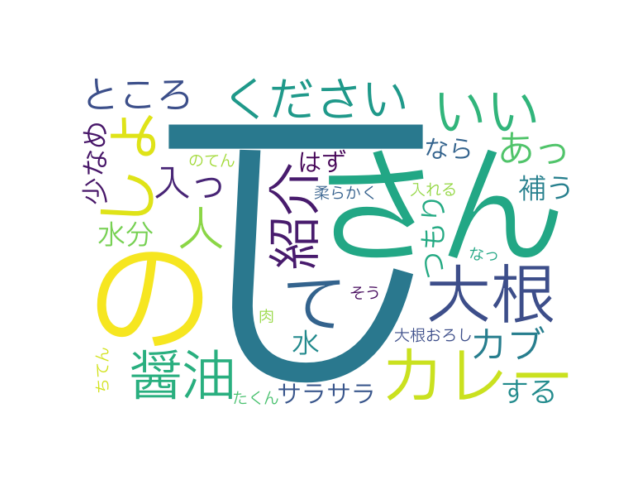 ところ
ください
いい
少なめ
しょ
のてん
はず
なら
あっ
入っ
紹介
さん
柔らかく
入れる
補う
水分
人
つもり
の
て
そう
なっ
大根
肉
水
大根おろし
カブ
ちてん
醤油
たくん
サラサラ
カレー
する